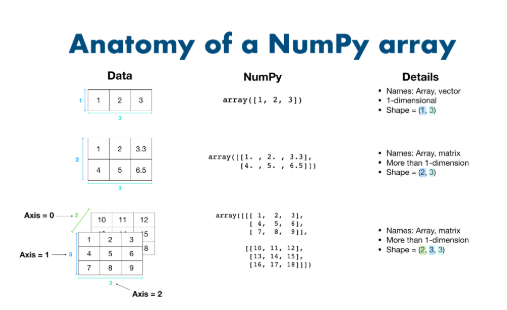 Anatomy of a NumPy array
Data
NumPy
Details
1
1 2 3
3
array([1, 2, 3])
• Names: Array, vector
• 1-dimensional
• Shape = (1, 3)
2
1 2 3.3
4 5 6.5
3
array([[1. , 2. , 3.3],
[4. , 5. , 6.5]])
• Names: Array, matrix
• More than 1-dimension
• Shape = (2, 3)
Axis = 0
2
10 11 12
15
18
Axis = 1
3
1 2 3
4 5 6
7 8 9
3
Axis = 2
array([[[ 1, 2, 3],
[ 4, 5, 6],
[ 7, 8, 9]],
[[10, 11, 12],
[13, 14, 15],
[16, 17, 18]]])
• Names: Array, matrix
• More than 1-dimension
• Shape = (2, 3, 3)